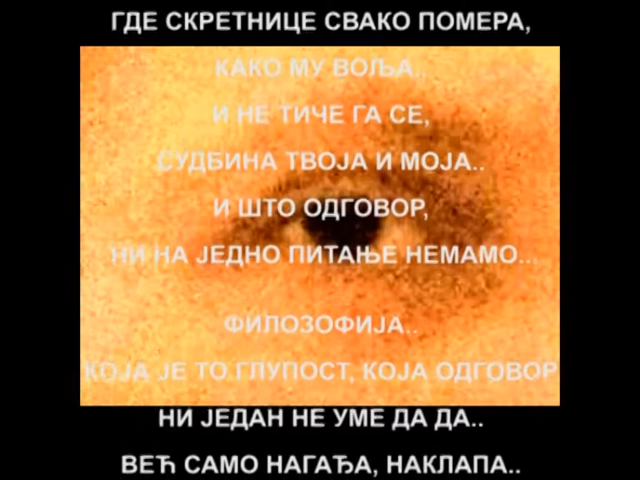 ГДЕ СКРЕТНИЦЕ СВАКО ПОМЕРА,
КАКО МУ ВОЉА..
И НЕ ТИЧЕ ГА СЕ,
СУДБИНА ТВОЈА И МОЈА..
И ШТО ОДГОВОР,
НИ НА ЈЕДНО ПИТАЊЕ НЕМАМО...
ФИЛОЗОФИЈА..
КОЈА ЈЕ ТО ГЛУПОСТ, КОЈА ОДГОВОР
НИ ЈЕДАН НЕ УМЕ ДА ДА..
ВЕЋ САМО НАГАЂА, НАКЛАПА..